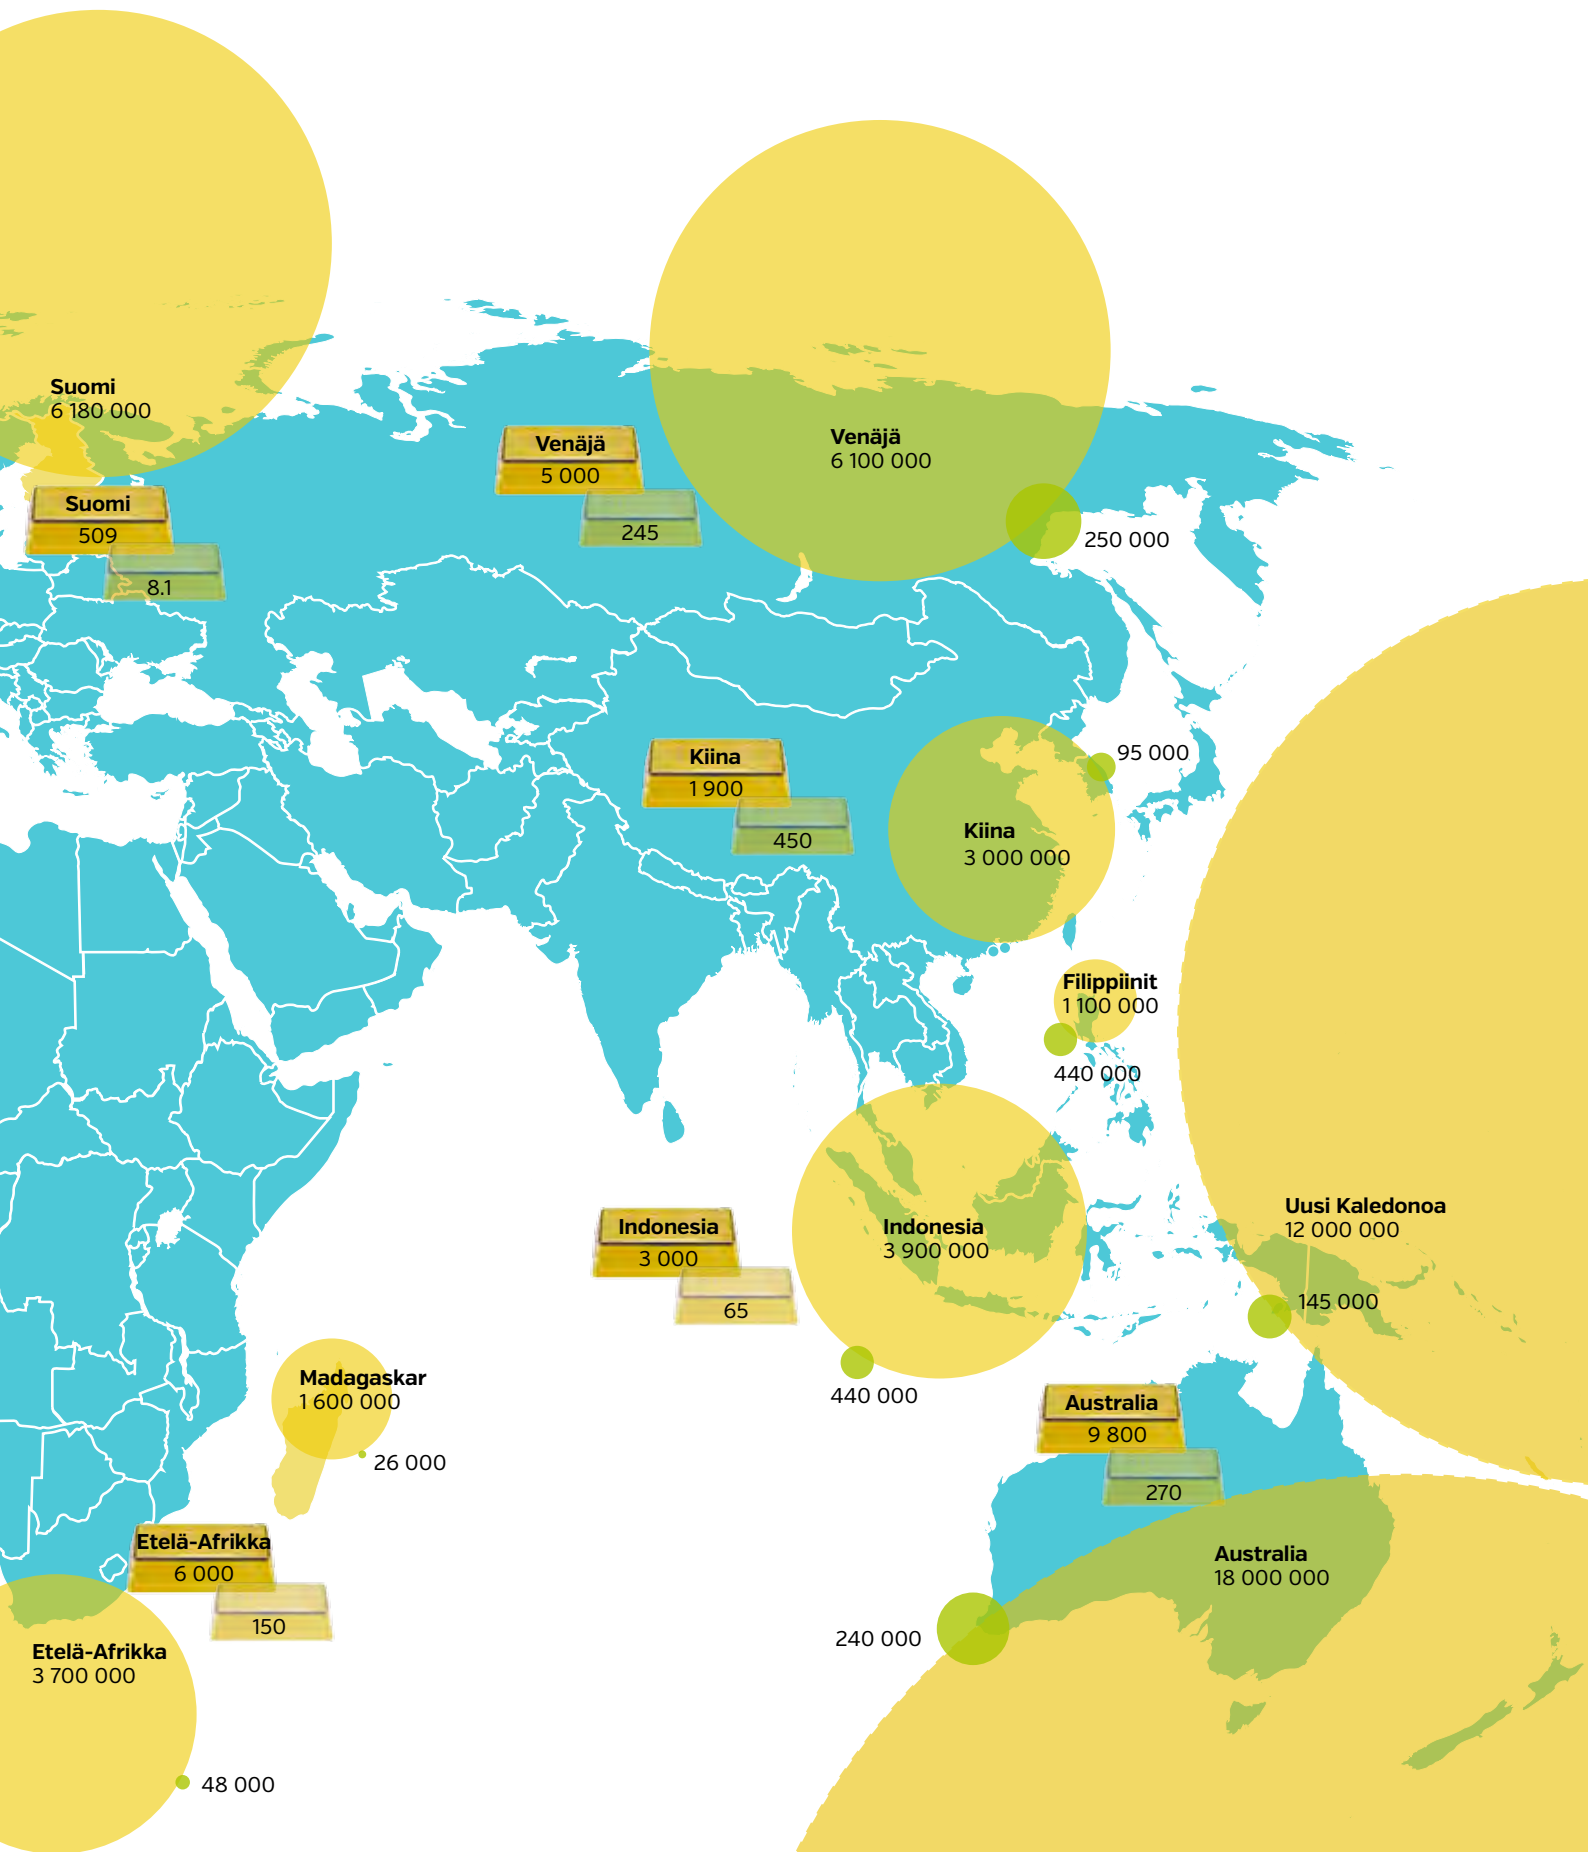 Suomi
6 180 000
Venäjä
5 000
245
Venäjä
6 100 000
250 000
Suomi
509
8.1
Kiina
1 900
450
95 000
Kiina
3 000 000
Filippiinit
1 100 000
440 000
Uusi Kaledonoa
12 000 000
145 000
Indonesia
3 000
65
Indonesia
3 900 000
440 000
Madagaskar
1 600 000
26 000
Australia
9 800
270
Etelä-Afrikka
6 000
150
Australia
18 000 000
240 000
Etelä-Afrikka
3 700 000
48 000